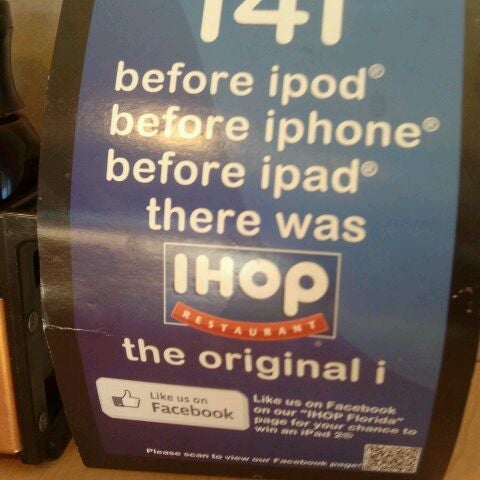 141
before ipod®
before iphone®
before ipad®
there was
IHOP
RESTAURANT
the original i
Like us on
Facebook
Like us on Facebook
on our "IHOP Florida"
page for your chance to
win an iPad 2®
Please scan to view our Facebook page!